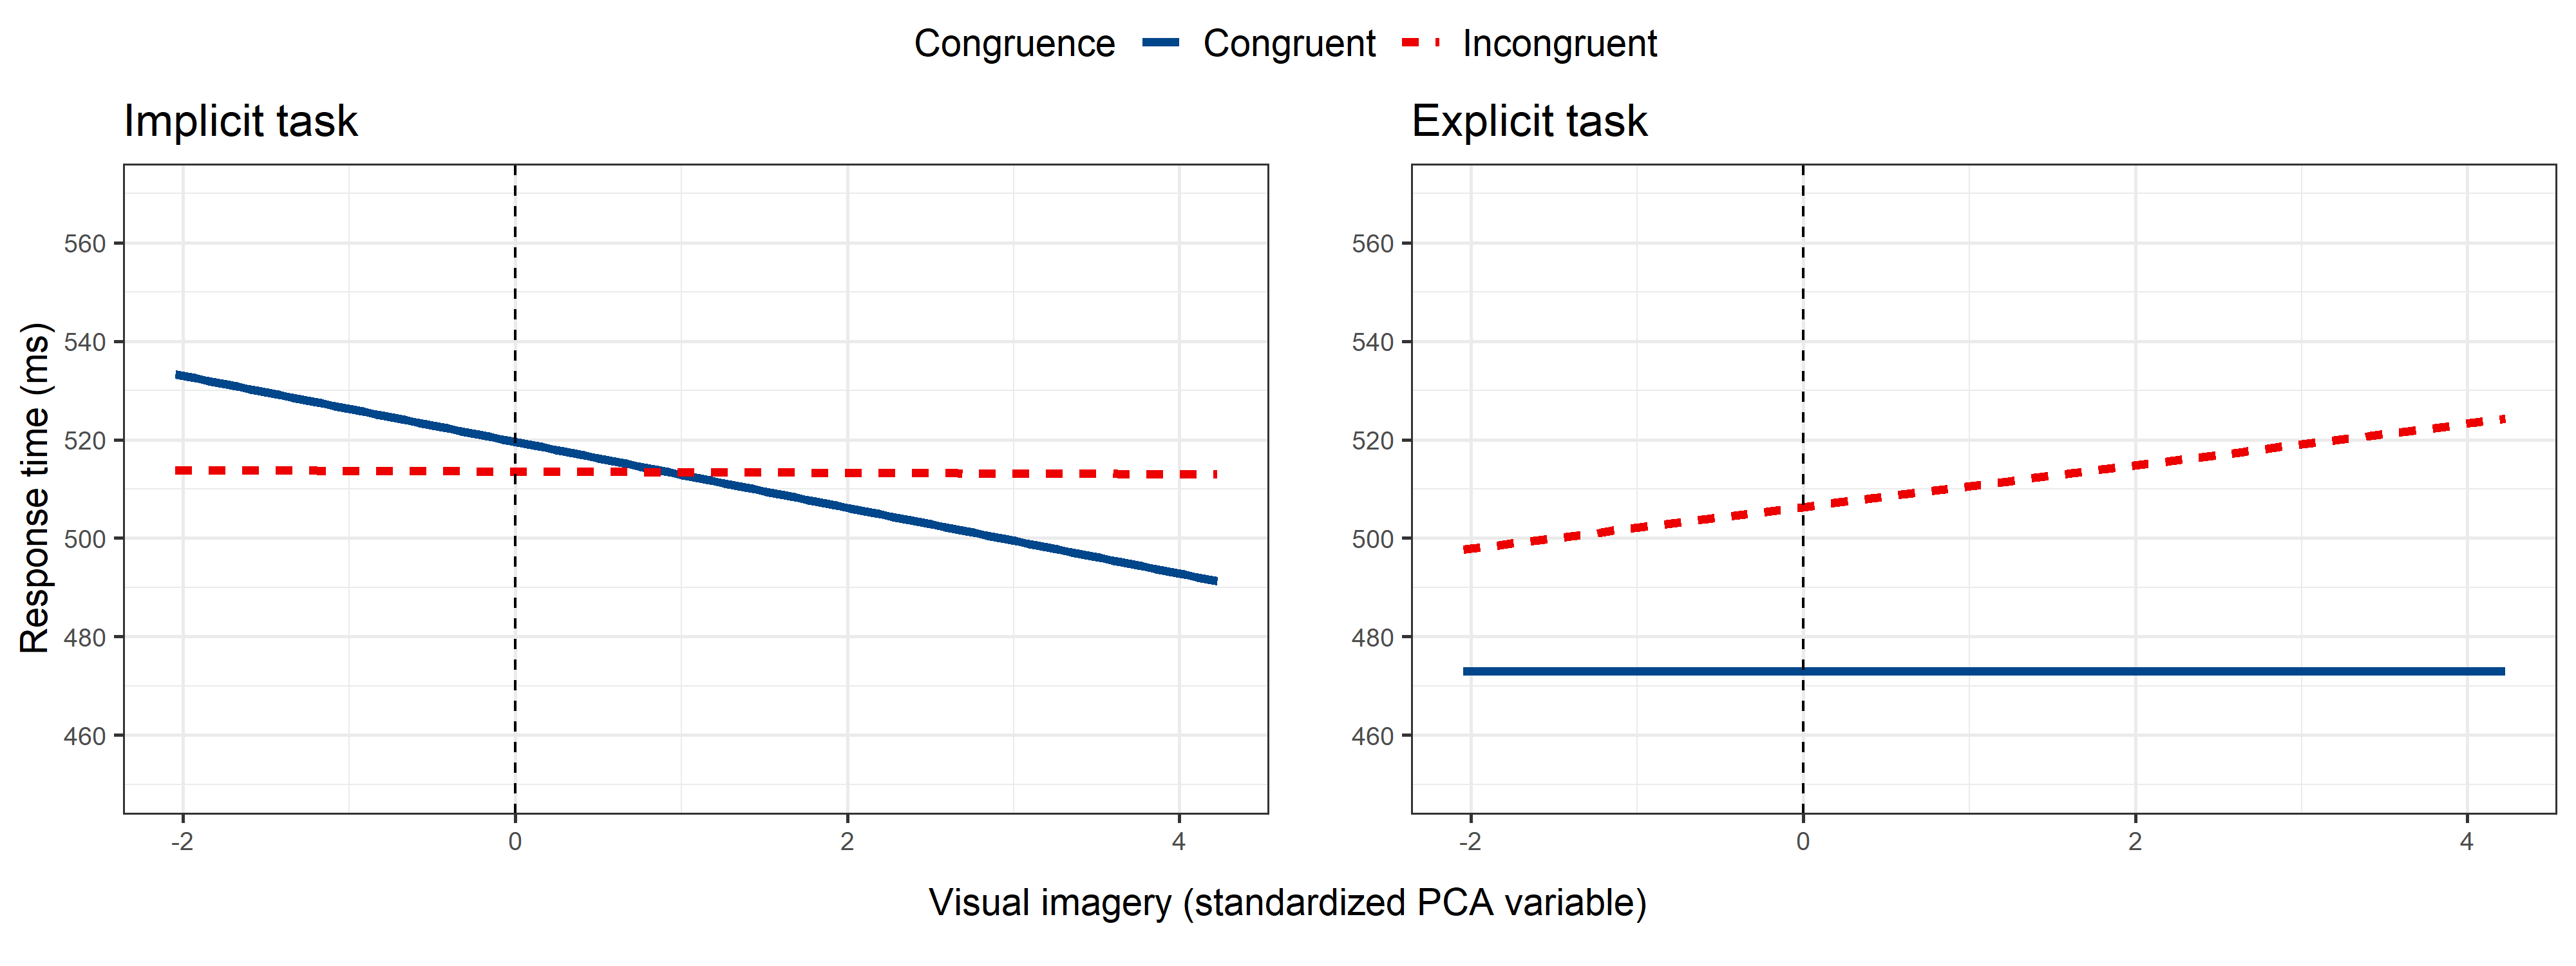 Congruence Congruent Incongruent
Implicit task
Explicit task
Response time (ms)
560
540
520
500
480
460
-2 0 2 4
560
540
520
500
480
460
-2 0 2 4
Visual imagery (standardized PCA variable)